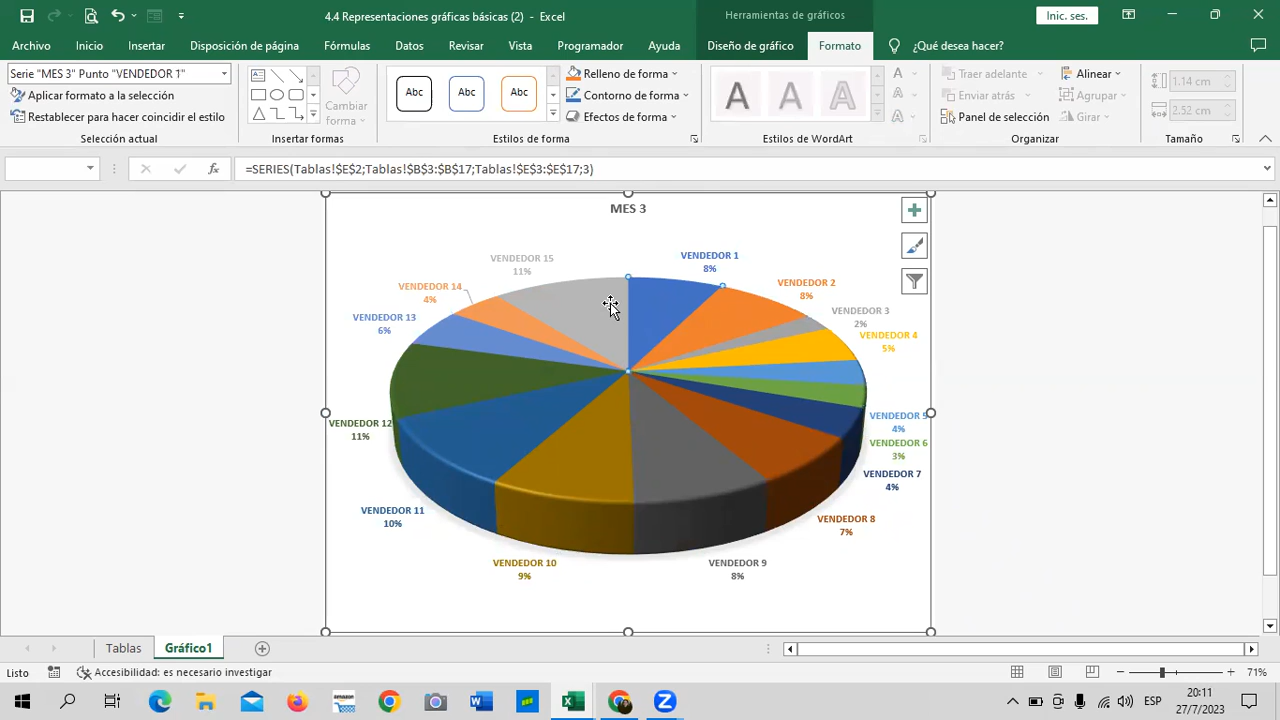 4.4 Representaciones gráficas básicas (2) - Excel
Herramientas de gráficos
Inic. ses.
Archivo Inicio Insertar Disposición de página Fórmulas Datos Revisar Vista Programador Ayuda Diseño de gráfico Formato ¿Qué desea hacer?
Serie "MES 3" Punto "VENDEDOR 1"
Aplicar formato a la selección
Restablecer para hacer coincidir el estilo
Selección actual
Cambiar
forma
Insertar formas
Abc Abc Abc
Relleno de forma
Contorno de forma
Efectos de forma
Estilos de forma
A A A
Estilos de WordArt
Traer adelante
Enviar atrás
Panel de selección
Alinear
Agrupar
Girar
Organizar
1.14 cm
2.52 cm
Tamaño
fx =SERIES(Tablas!$E$2;Tablas!$B$3:$B$17;Tablas!$E$3:$E$17;3)
MES 3
VENDEDOR 1
8%
VENDEDOR 2
8%
VENDEDOR 3
2%
VENDEDOR 4
5%
VENDEDOR 5
4%
VENDEDOR 6
3%
VENDEDOR 7
4%
VENDEDOR 8
7%
VENDEDOR 9
8%
VENDEDOR 10
9%
VENDEDOR 11
10%
VENDEDOR 12
11%
VENDEDOR 13
6%
VENDEDOR 14
4%
VENDEDOR 15
11%
Tablas Gráfico1
Listo Accesibilidad: es necesario investigar 71%
amazon
ESP
20:11
27/7/2023